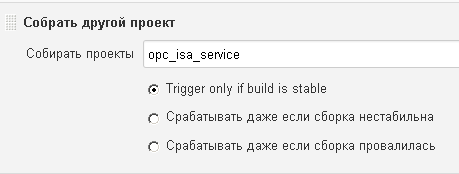 Собрать другой проект
Собирать проекты opc_isa_service
Trigger only if build is stable
Срабатывать даже если сборка нестабильна
Срабатывать даже если сборка провалилась